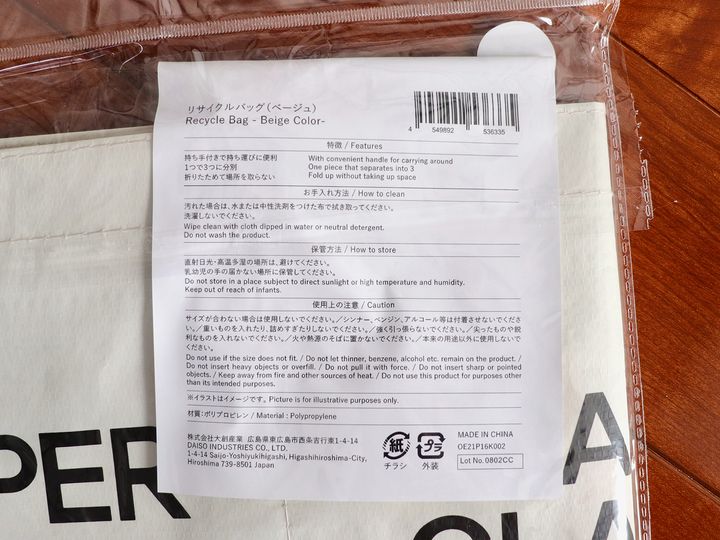 リサイクルバッグ（ベージュ）
Recycle Bag - Beige Color-
4 549892 536335
特徴 / Features
持ち手付きで持ち運びに便利
1つで3つに分別
折りたためて場所を取らない
With convenient handle for carrying around
One piece that separates into 3
Fold up without taking up space
お手入れ方法 / How to clean
汚れた場合は、水または中性洗剤をつけた布で拭き取ってください。
洗濯しないでください。
Wipe clean with cloth dipped in water or neutral detergent.
Do not wash the product.
保管方法 / How to store
直射日光・高温多湿の場所は、避けてください。
乳幼児の手の届かない場所に保管してください。
Do not store in a place subject to direct sunlight or high temperature and humidity.
Keep out of reach of infants.
使用上の注意 / Caution
サイズが合わない場合は使用しないでください。／シンナー、ベンジン、アルコール等は付着させないでくださ
い。／重いものを入れたり、詰めすぎたりしないでください。／強く引っ張らないでください。／尖ったものや鋭
利なものを入れないでください。／火や熱源のそばに置かないでください。／本来の用途以外に使用しないで
ください。
Do not use if the size does not fit. / Do not let thinner, benzene, alcohol etc. remain on the product. /
Do not insert heavy objects or overfill. / Do not pull it with force. / Do not insert sharp or pointed
objects. / Keep away from fire and other sources of heat. / Do not use this product for purposes other
than its intended purposes.
※イラストはイメージです。 Picture is for illustrative purposes only.
材質：ポリプロピレン / Material : Polypropylene
株式会社大創産業 広島県東広島市西条吉行東1-4-14
DAISO INDUSTRIES CO., LTD.
1-4-14 Saijo-Yoshiyukihigashi, Higashihiroshima-City,
Hiroshima 739-8501 Japan
紙
チラシ
プラ
外装
MADE IN CHINA
OE21P16K002
Lot No.0802CC
PER
A
GLA